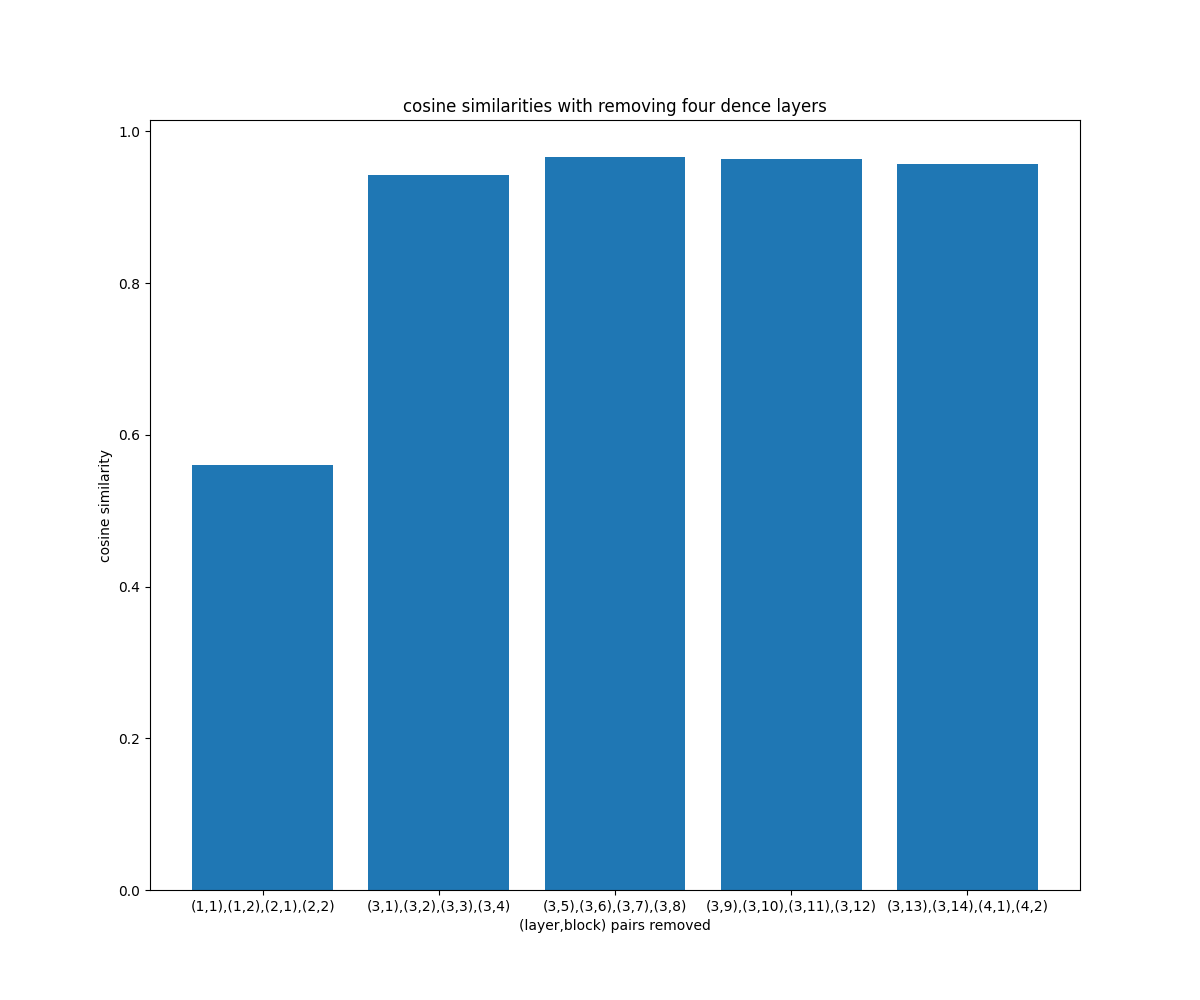 cosine similarities with removing four dence layers
1.0
0.8
0.6
0.4
0.2
0.0
cosine similarity
(1,1),(1,2),(2,1),(2,2) (3,1),(3,2),(3,3),(3,4) (3,5),(3,6),(3,7),(3,8) (3,9),(3,10),(3,11),(3,12) (3,13),(3,14),(4,1),(4,2)
(layer,block) pairs removed